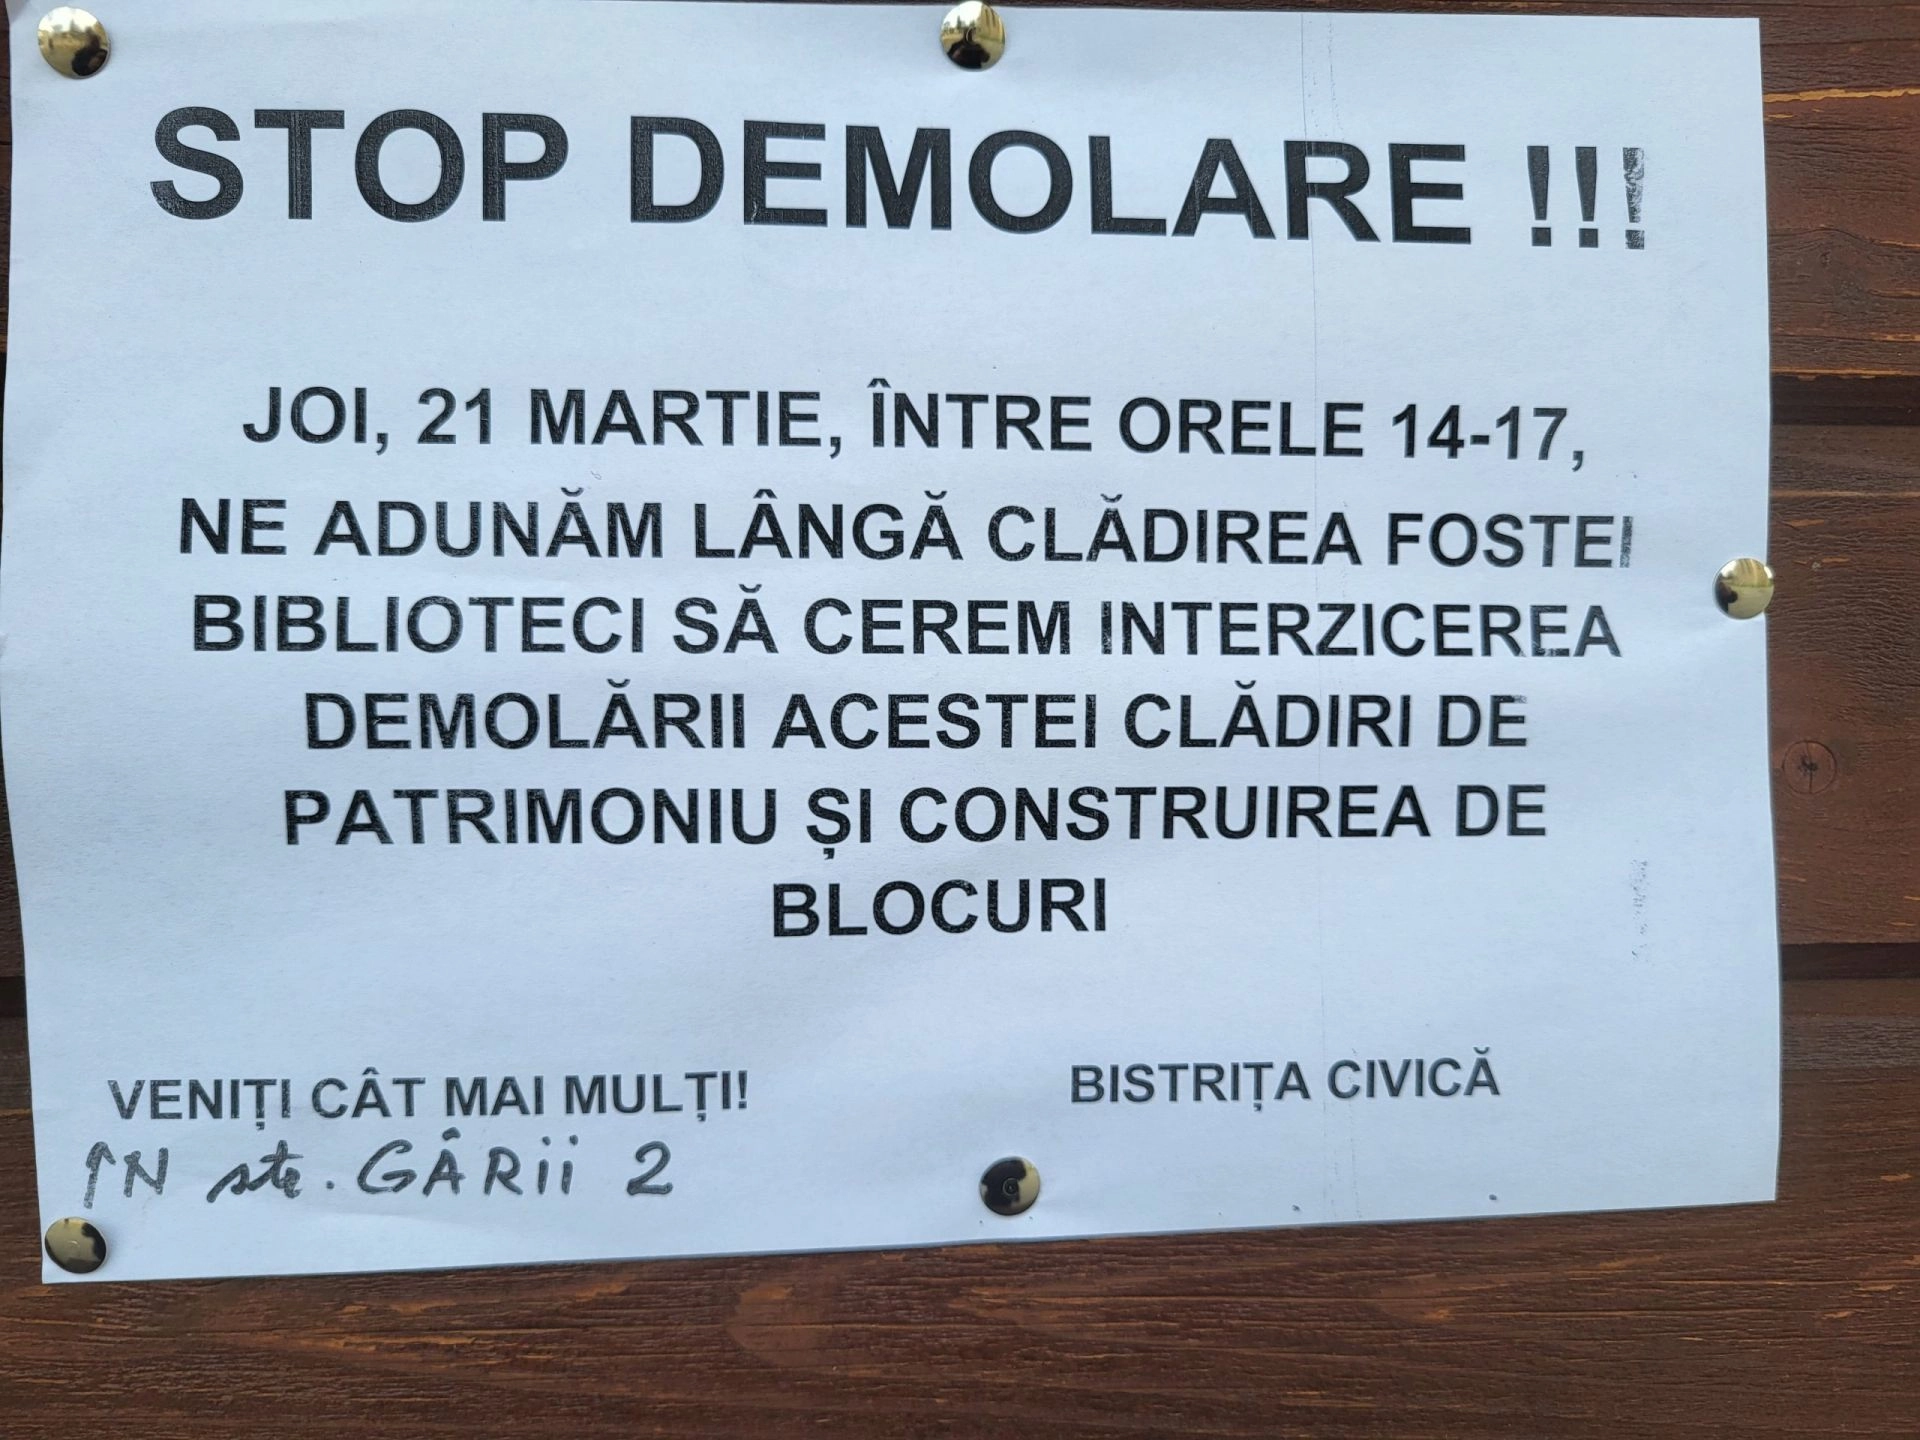 STOP DEMOLARE !!!
JOI, 21 MARTIE, ÎNTRE ORELE 14-17,
NE ADUNĂM LÂNGĂ CLĂDIREA FOSTEI
BIBLIOTECI SĂ CEREM INTERZICEREA
DEMOLĂRII ACESTEI CLĂDIRI DE
PATRIMONIU ȘI CONSTRUIREA DE
BLOCURI
VENIȚI CÂT MAI MULȚI!
BISTRIȚA CIVICĂ
ÎN str. GĂRii 2